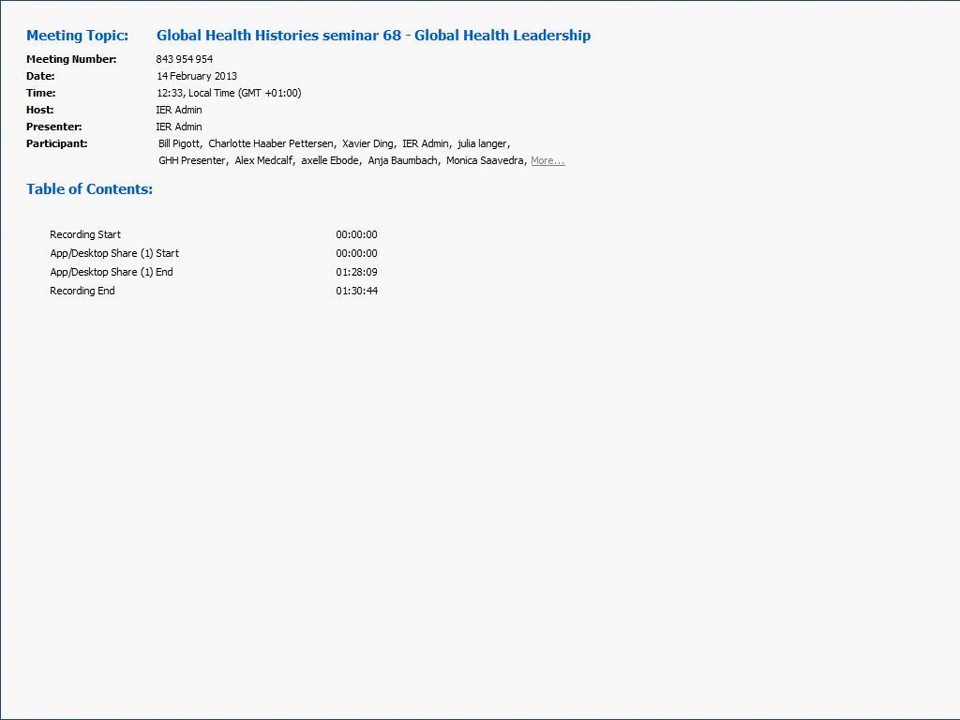 Meeting Topic: Global Health Histories seminar 68 - Global Health Leadership
Meeting Number: 843 954 954
Date: 14 February 2013
Time: 12:33, Local Time (GMT +01:00)
Host: IER Admin
Presenter: IER Admin
Participant: Bill Pigott, Charlotte Haaber Pettersen, Xavier Ding, IER Admin, julia langer,
GHH Presenter, Alex Medcalf, axelle Ebode, Anja Baumbach, Monica Saavedra, More...
Table of Contents:
Recording Start 00:00:00
App/Desktop Share (1) Start 00:00:00
App/Desktop Share (1) End 01:28:09
Recording End 01:30:44